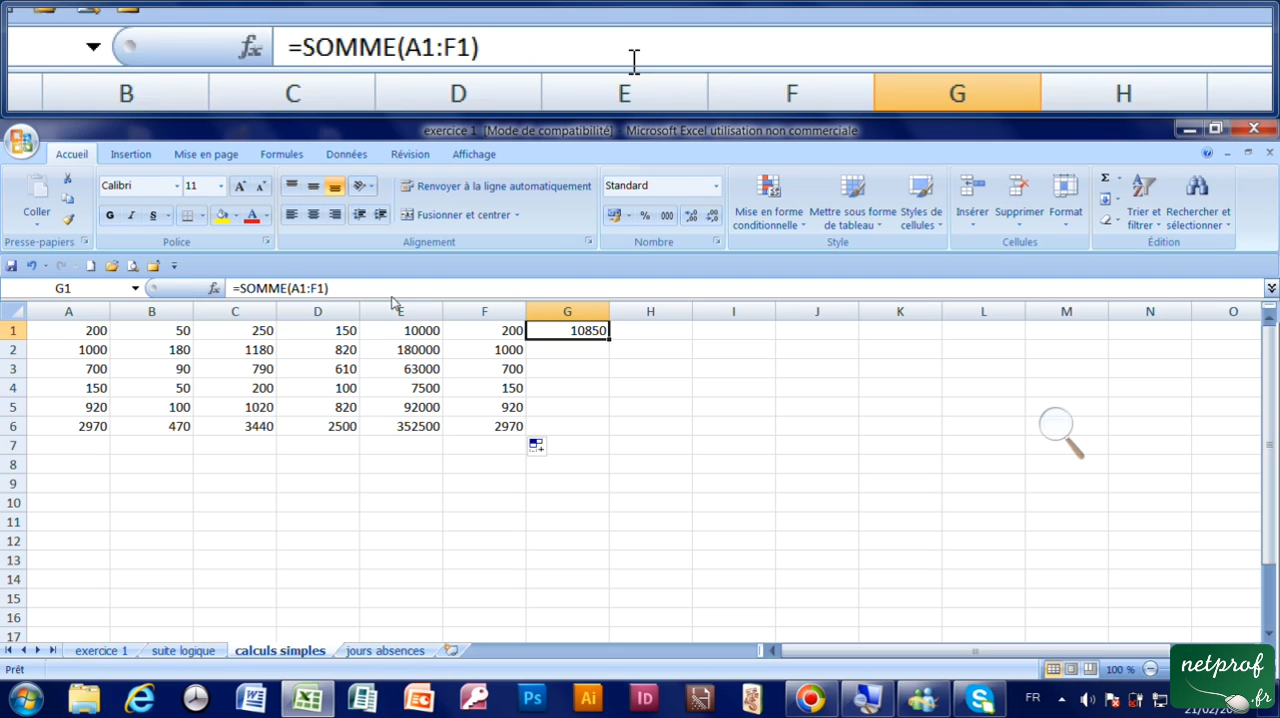 =SOMME(A1:F1)
B C D E F G H
exercice 1 [Mode de compatibilité] - Microsoft Excel utilisation non commerciale
Accueil Insertion Mise en page Formules Données Révision Affichage
Calibri 11 Renvoyer à la ligne automatiquement Standard
Coller G I S Fusionner et centrer % 000 Mise en forme conditionnelle Mettre sous forme de tableau Styles de cellules Insérer Supprimer Format Trier et filtrer Rechercher et sélectionner
Presse-papiers Police Alignement Nombre Style Cellules Édition
G1 =SOMME(A1:F1)
A B C D E F G H I J K L M N O
1 200 50 250 150 10000 200 10850
2 1000 180 1180 820 180000 1000
3 700 90 790 610 63000 700
4 150 50 200 100 7500 150
5 920 100 1020 820 92000 920
6 2970 470 3440 2500 352500 2970
7
8
9
10
11
12
13
14
15
16
17
exercice 1 suite logique calculs simples jours absences
Prêt 100 %
netprof.fr
Ps Ai ID FR